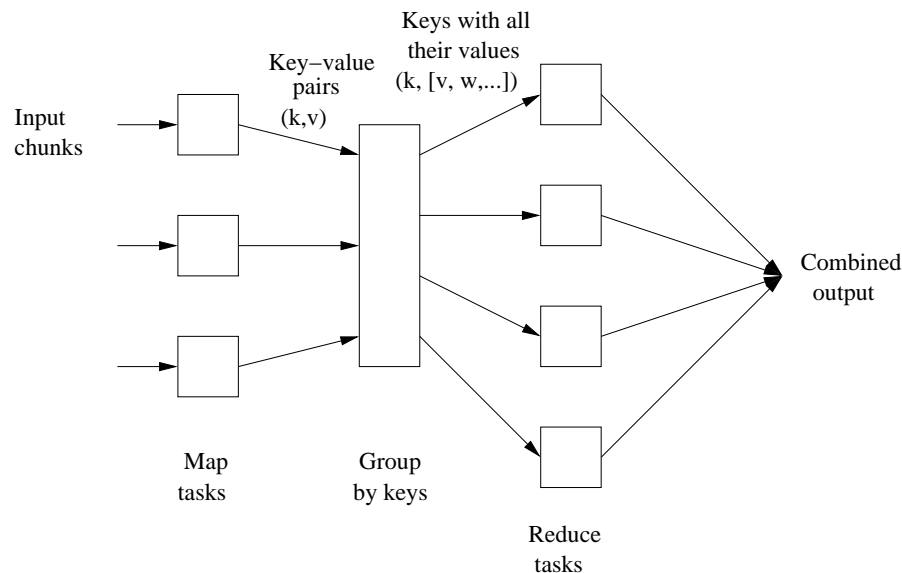 Input
chunks
Key−value
pairs
(k,v)
Keys with all
their values
(k, [v, w,...])
Combined
output
Map
tasks
Group
by keys
Reduce
tasks